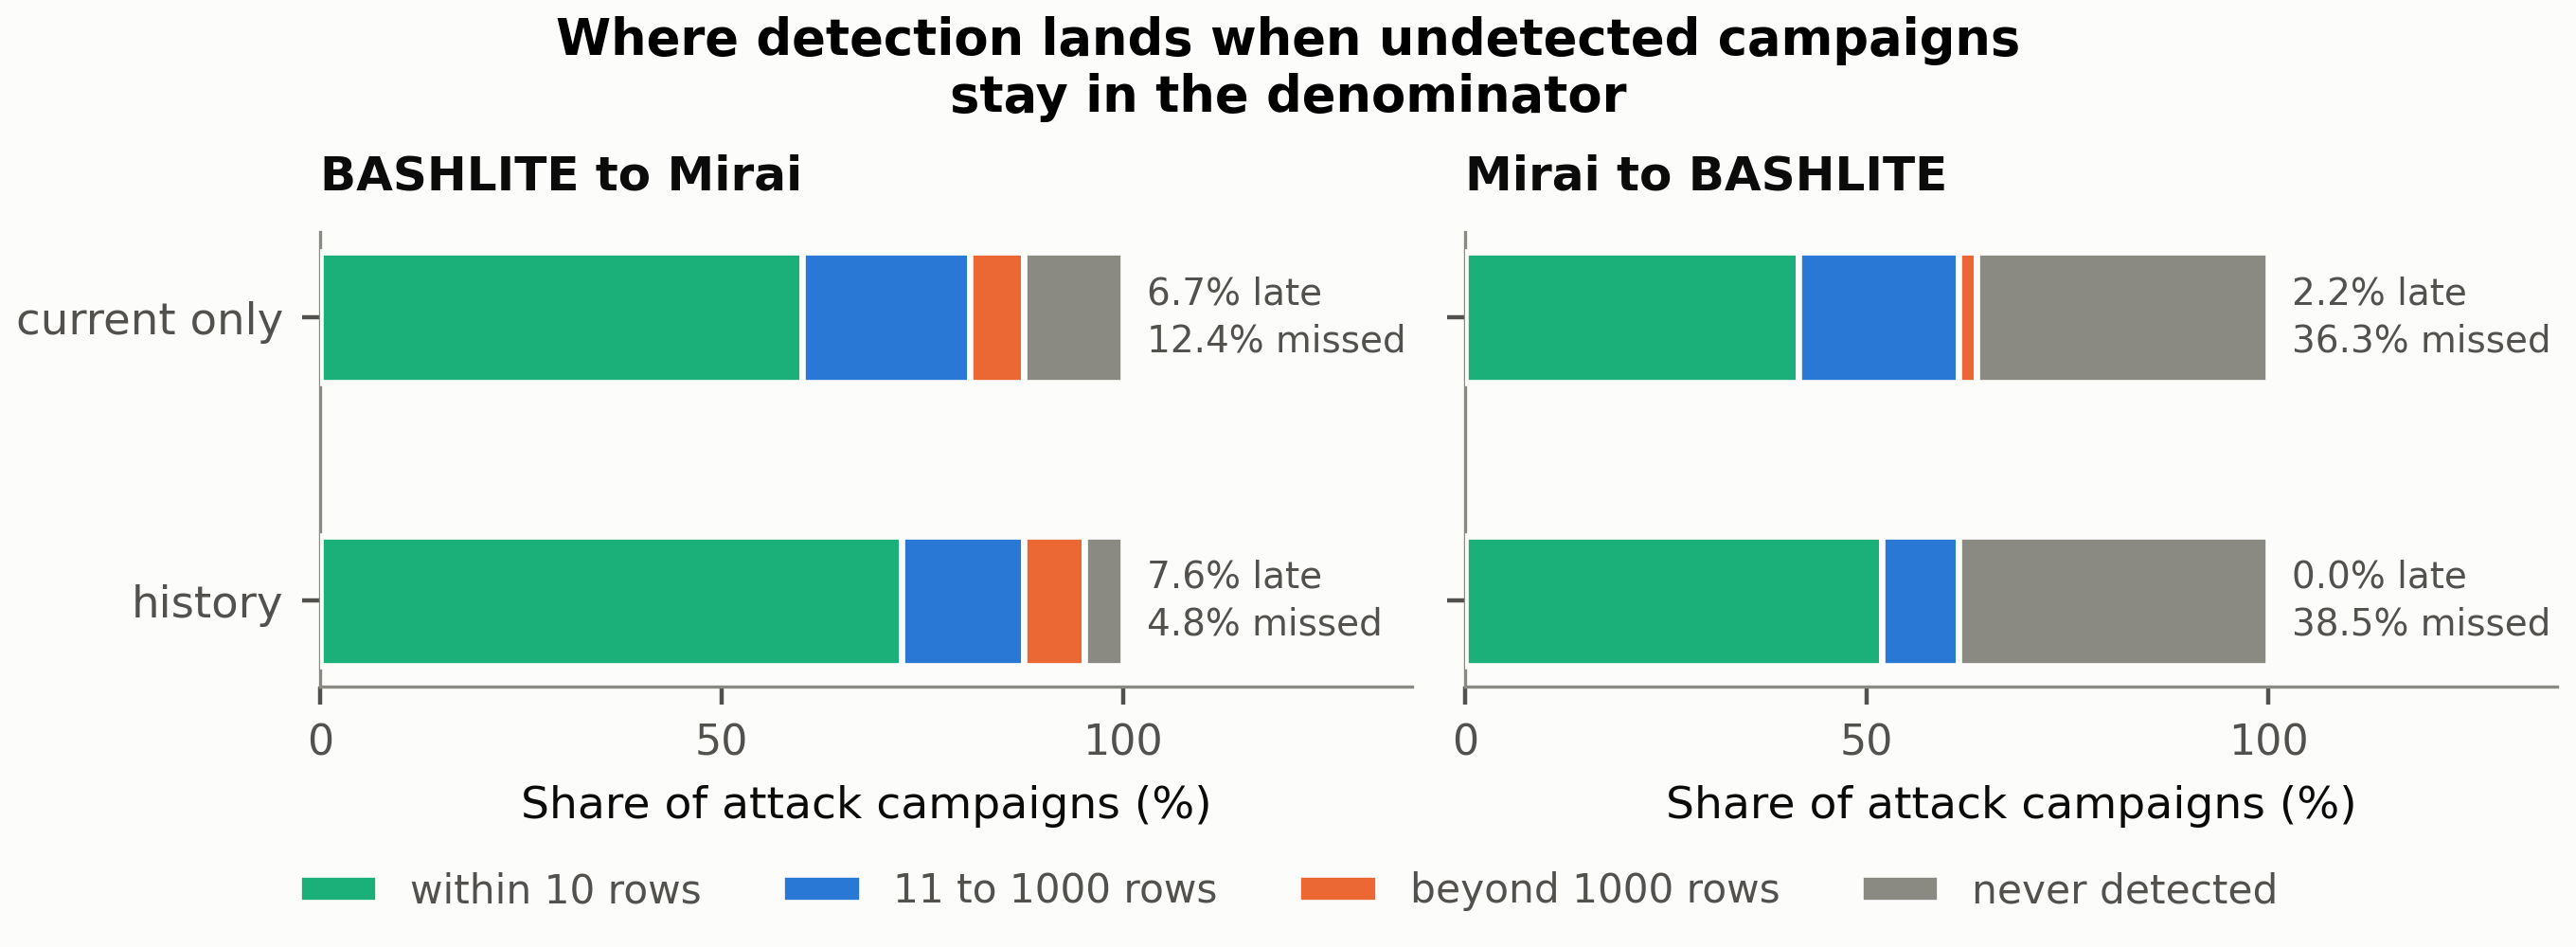 Where detection lands when undetected campaigns
stay in the denominator
BASHLITE to Mirai
Mirai to BASHLITE
current only
6.7% late
12.4% missed
2.2% late
36.3% missed
history
7.6% late
4.8% missed
0.0% late
38.5% missed
0 50 100
0 50 100
Share of attack campaigns (%)
Share of attack campaigns (%)
within 10 rows
11 to 1000 rows
beyond 1000 rows
never detected